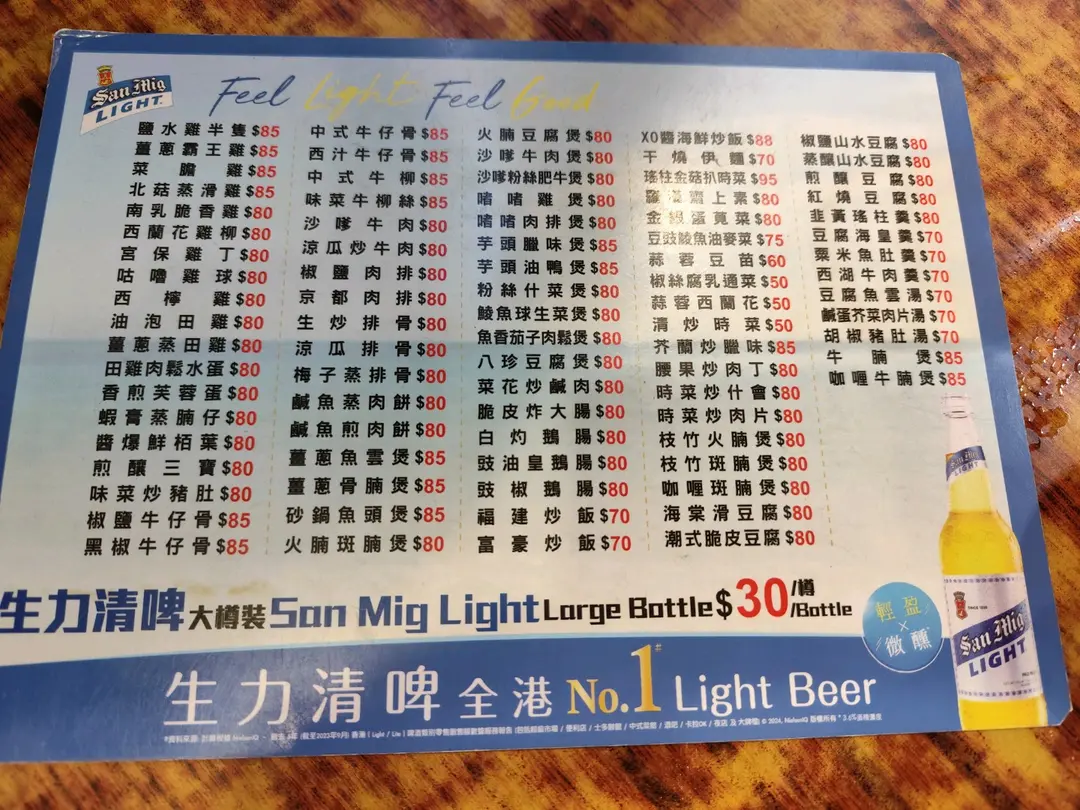 San Mig
LIGHT
Feel Light Feel Good
鹽水雞半隻$85
薑蔥霸王雞$85
菜膽雞$85
北菇蒸滑雞$85
南乳脆香雞$80
西蘭花雞柳$80
宮保雞丁$80
咕嚕雞球$80
西檸雞$80
油泡田雞$80
薑蔥蒸田雞$80
田雞肉鬆水蛋$80
香煎芙蓉蛋$80
蝦膏蒸腩仔$80
醬爆鮮栢葉$80
煎釀三寶$80
味菜炒豬肚$80
椒鹽牛仔骨$85
黑椒牛仔骨$85
中式牛仔骨$85
西汁牛仔骨$85
中式牛柳$85
味菜牛柳絲$85
沙嗲牛肉$80
涼瓜炒牛肉$80
椒鹽肉排$80
京都肉排$80
生炒排骨$80
涼瓜排骨$80
梅子蒸排骨$80
鹹魚蒸肉餅$80
鹹魚煎肉餅$80
薑蔥魚雲煲$85
薑蔥骨腩煲$85
砂鍋魚頭煲$85
火腩斑腩煲$80
火腩豆腐煲$80
沙嗲牛肉煲$80
沙嗲粉絲肥牛煲$80
啫啫雞煲$80
啫啫肉排煲$80
芋頭臘味煲$85
芋頭油鴨煲$85
粉絲什菜煲$80
鯪魚球生菜煲$80
魚香茄子肉鬆煲$80
八珍豆腐煲$80
菜花炒鹹肉$80
脆皮炸大腸$80
白灼鵝腸$80
豉油皇鵝腸$80
豉椒鵝腸$80
福建炒飯$70
富豪炒飯$70
XO醬海鮮炒飯$88
干燒伊麵$70
瑤柱金菇扒時菜$95
羅漢齋上素$80
金銀蛋莧菜$80
豆豉鯪魚油麥菜$75
蒜蓉豆苗$60
椒絲腐乳通菜$50
蒜蓉西蘭花$50
清炒時菜$50
芥蘭炒臘味$85
腰果炒肉丁$80
時菜炒什會$80
時菜炒肉片$80
枝竹火腩煲$80
枝竹斑腩煲$80
咖喱斑腩煲$80
海棠滑豆腐$80
潮式脆皮豆腐$80
椒鹽山水豆腐$80
蒸釀山水豆腐$80
煎釀豆腐$80
紅燒豆腐$80
韭黃瑤柱羹$80
豆腐海皇羹$70
粟米魚肚羹$70
西湖牛肉羹$70
豆腐魚雲湯$70
鹹蛋芥菜肉片湯$70
胡椒豬肚湯$70
牛腩煲$85
咖喱牛腩煲$85
生力清啤大樽裝San Mig Light Large Bottle$30/樽/Bottle
輕盈
×
微醺
San Mig
LIGHT
生力清啤全港No.1# Light Beer